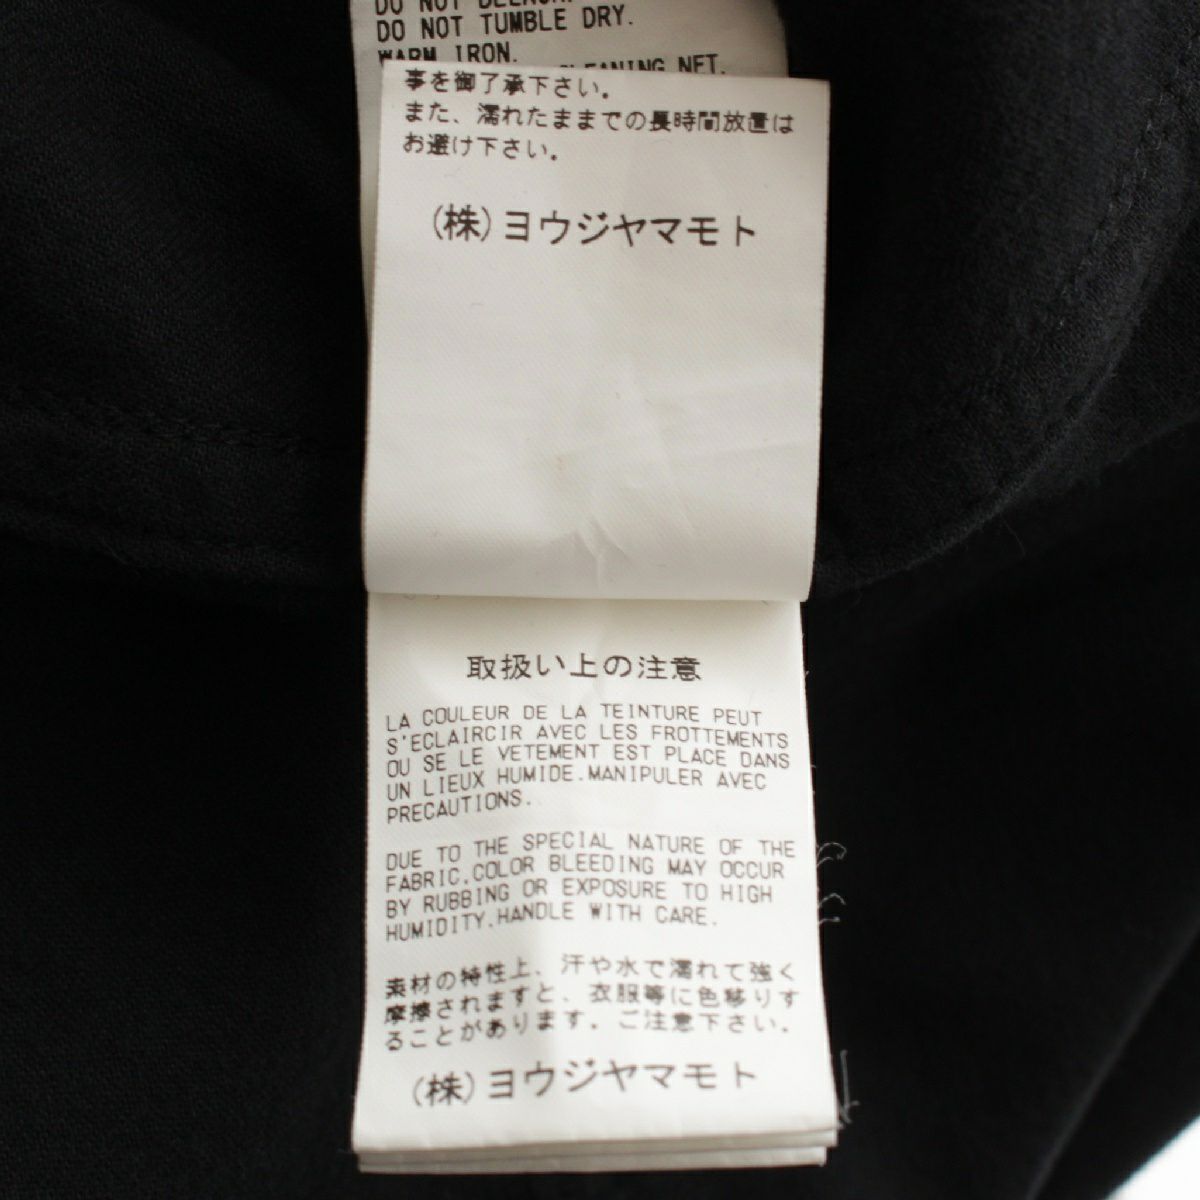 DO NOT BLEACH.
DO NOT TUMBLE DRY.
WARM IRON.
CLEANING NET.
事を御了承下さい。
また、濡れたままでの長時間放置は
お避け下さい。
(株)ヨウジヤマモト
取扱い上の注意
LA COULEUR DE LA TEINTURE PEUT
S'ECLAIRCIR AVEC LES FROTTEMENTS
OU SE LE VETEMENT EST PLACE DANS
UN LIEUX HUMIDE.MANIPULER AVEC
PRECAUTIONS.
DUE TO THE SPECIAL NATURE OF THE
FABRIC,COLOR BLEEDING MAY OCCUR
BY RUBBING OR EXPOSURE TO HIGH
HUMIDITY.HANDLE WITH CARE.
素材の特性上、汗や水で濡れて強く
摩擦されますと、衣服等に色移りす
ることがあります。ご注意下さい。
(株)ヨウジヤマモト